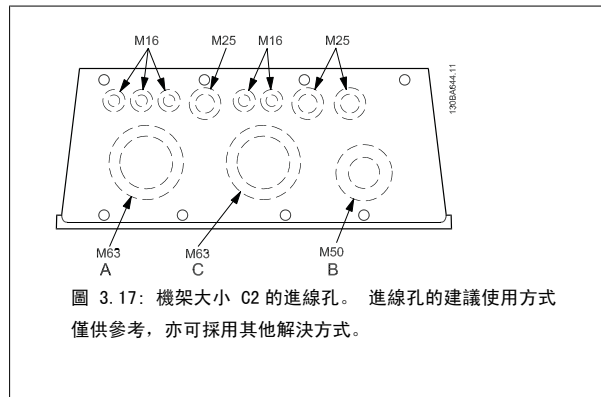 M16 M25 M16 M25
130BA644.11
M63 M63 M50
A C B
圖 3.17: 機架大小 C2 的進線孔。 進線孔的建議使用方式
僅供參考, 亦可採用其他解決方式。